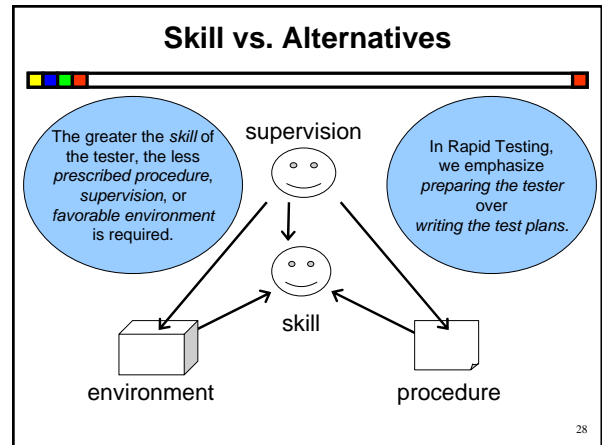 Skill vs. Alternatives
The greater the skill of
the tester, the less
prescribed procedure,
supervision, or
favorable environment
is required.
supervision
In Rapid Testing,
we emphasize
preparing the tester
over
writing the test plans.
skill
environment
procedure
28